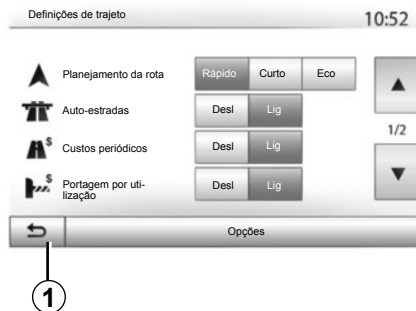 Definições de trajeto
10:52
Planejamento da rota
Rápido
Curto
Eco
Auto-estradas
Desl
Lig
1/2
$
Custos periódicos
Desl
Lig
$
Portagem por uti-
lização
Desl
Lig
Opções
1